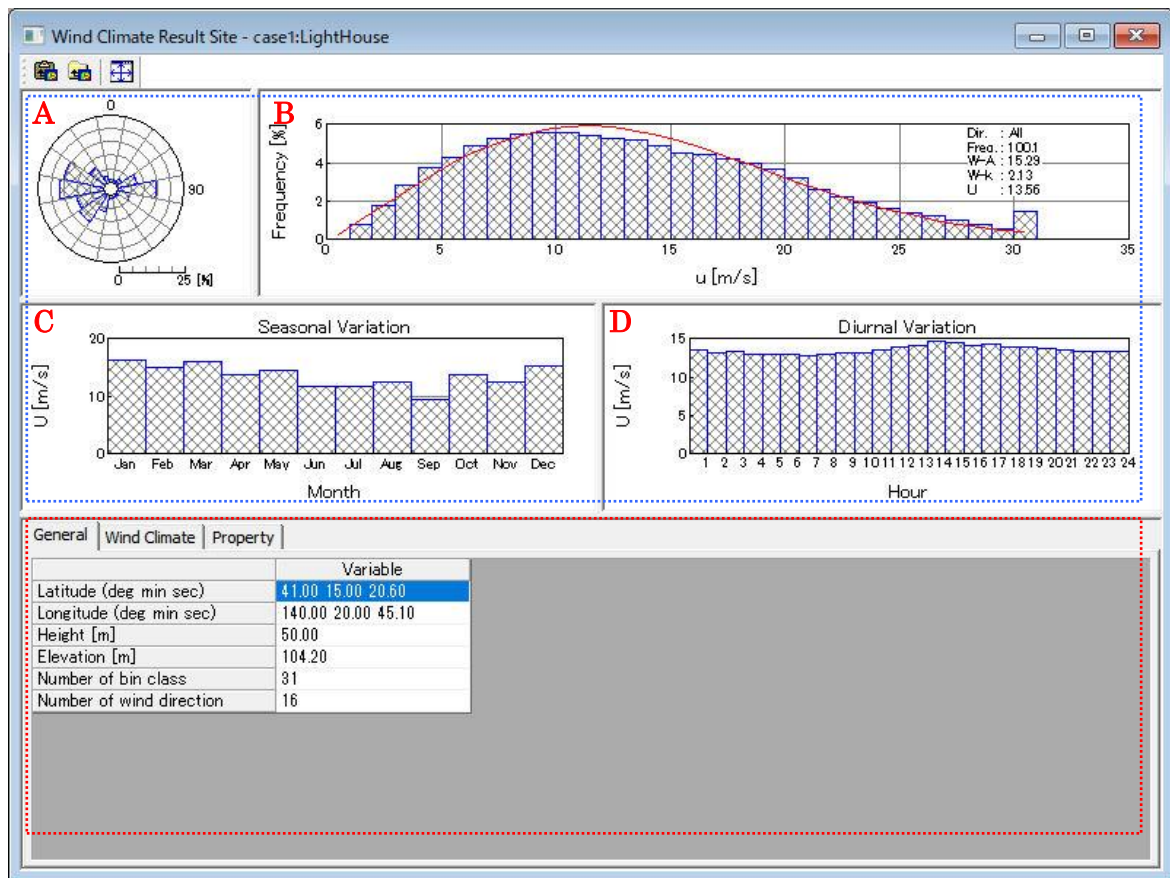 Wind Climate Result Site - case1:LightHouse
A
0
90
0 25 [%]
B
Frequency [%]
6
4
2
0
Dir. : All
Freq. : 100.1
W-A : 15.29
W-k : 2.13
U : 13.56
0 5 10 15 20 25 30 35
u [m/s]
C
Seasonal Variation
U [m/s]
20
10
0
Jan Feb Mar Apr May Jun Jul Aug Sep Oct Nov Dec
Month
D
Diurnal Variation
U [m/s]
15
10
5
0
1 2 3 4 5 6 7 8 9 10 11 12 13 14 15 16 17 18 19 20 21 22 23 24
Hour
General Wind Climate Property
Variable
Latitude (deg min sec) 41.00 15.00 20.60
Longitude (deg min sec) 140.00 20.00 45.10
Height [m] 50.00
Elevation [m] 104.20
Number of bin class 31
Number of wind direction 16